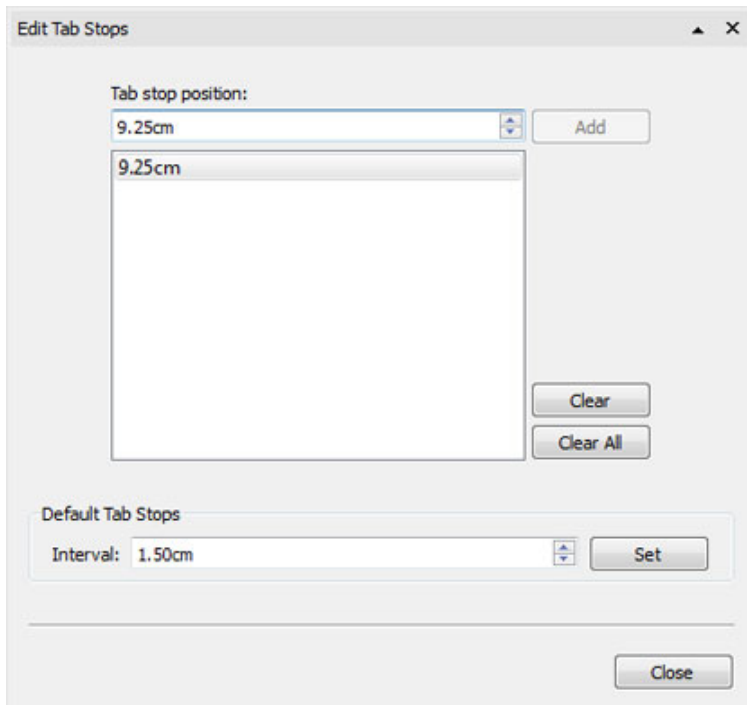 Edit Tab Stops
Tab stop position:
9.25cm
Add
9.25cm
Clear
Clear All
Default Tab Stops
Interval: 1.50cm
Set
Close